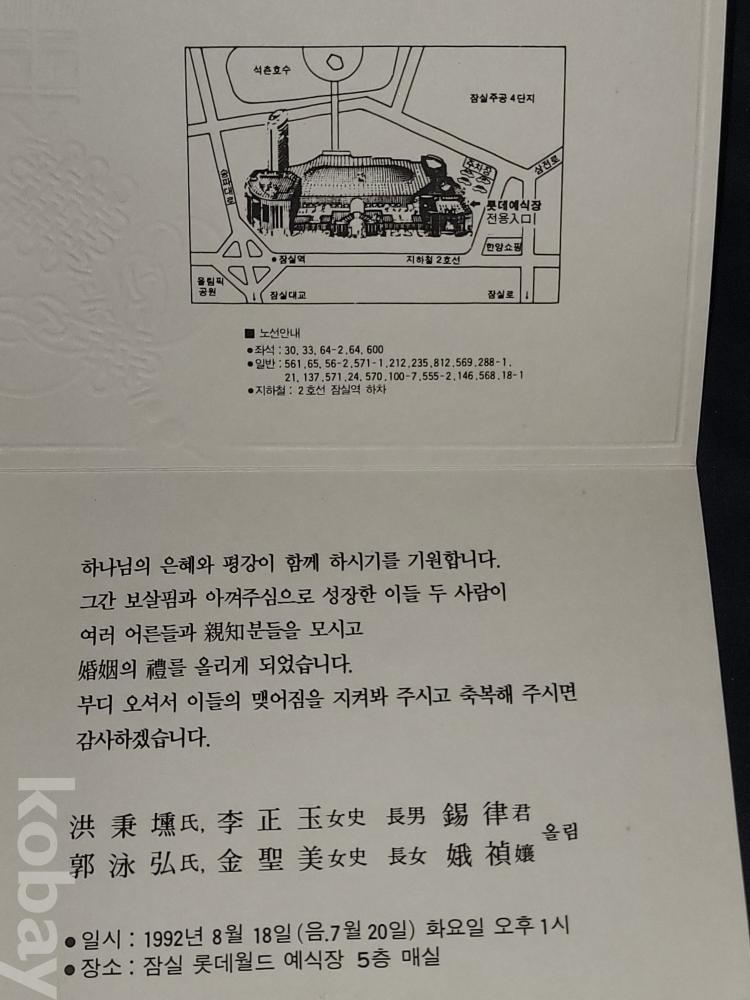 석촌호수
잠실주공 4단지
삼전로
주차장
롯데예식장
전용入口
한양쇼핑
잠실역
지하철 2호선
올림픽
공원
잠실대교
잠실로
■ 노선안내
●좌석 : 30, 33, 64-2, 64, 600
●일반 : 561, 65, 56-2, 571-1, 212, 235, 812, 569, 288-1,
21, 137, 571, 24, 570, 100-7, 555-2, 146, 568, 18-1
●지하철 : 2호선 잠실역 하차
하나님의 은혜와 평강이 함께 하시기를 기원합니다.
그간 보살핌과 아껴주심으로 성장한 이들 두 사람이
여러 어른들과 親知분들을 모시고
婚姻의 禮를 올리게 되었습니다.
부디 오셔서 이들의 맺어짐을 지켜봐 주시고 축복해 주시면
감사하겠습니다.
洪秉壎氏, 李正玉女史 長男 錫律君
郭泳弘氏, 金聖美女史 長女 娥禎孃
올림
●일시 : 1992년 8월 18일 (음.7월 20일) 화요일 오후 1시
●장소 : 잠실 롯데월드 예식장 5층 매실
kobay